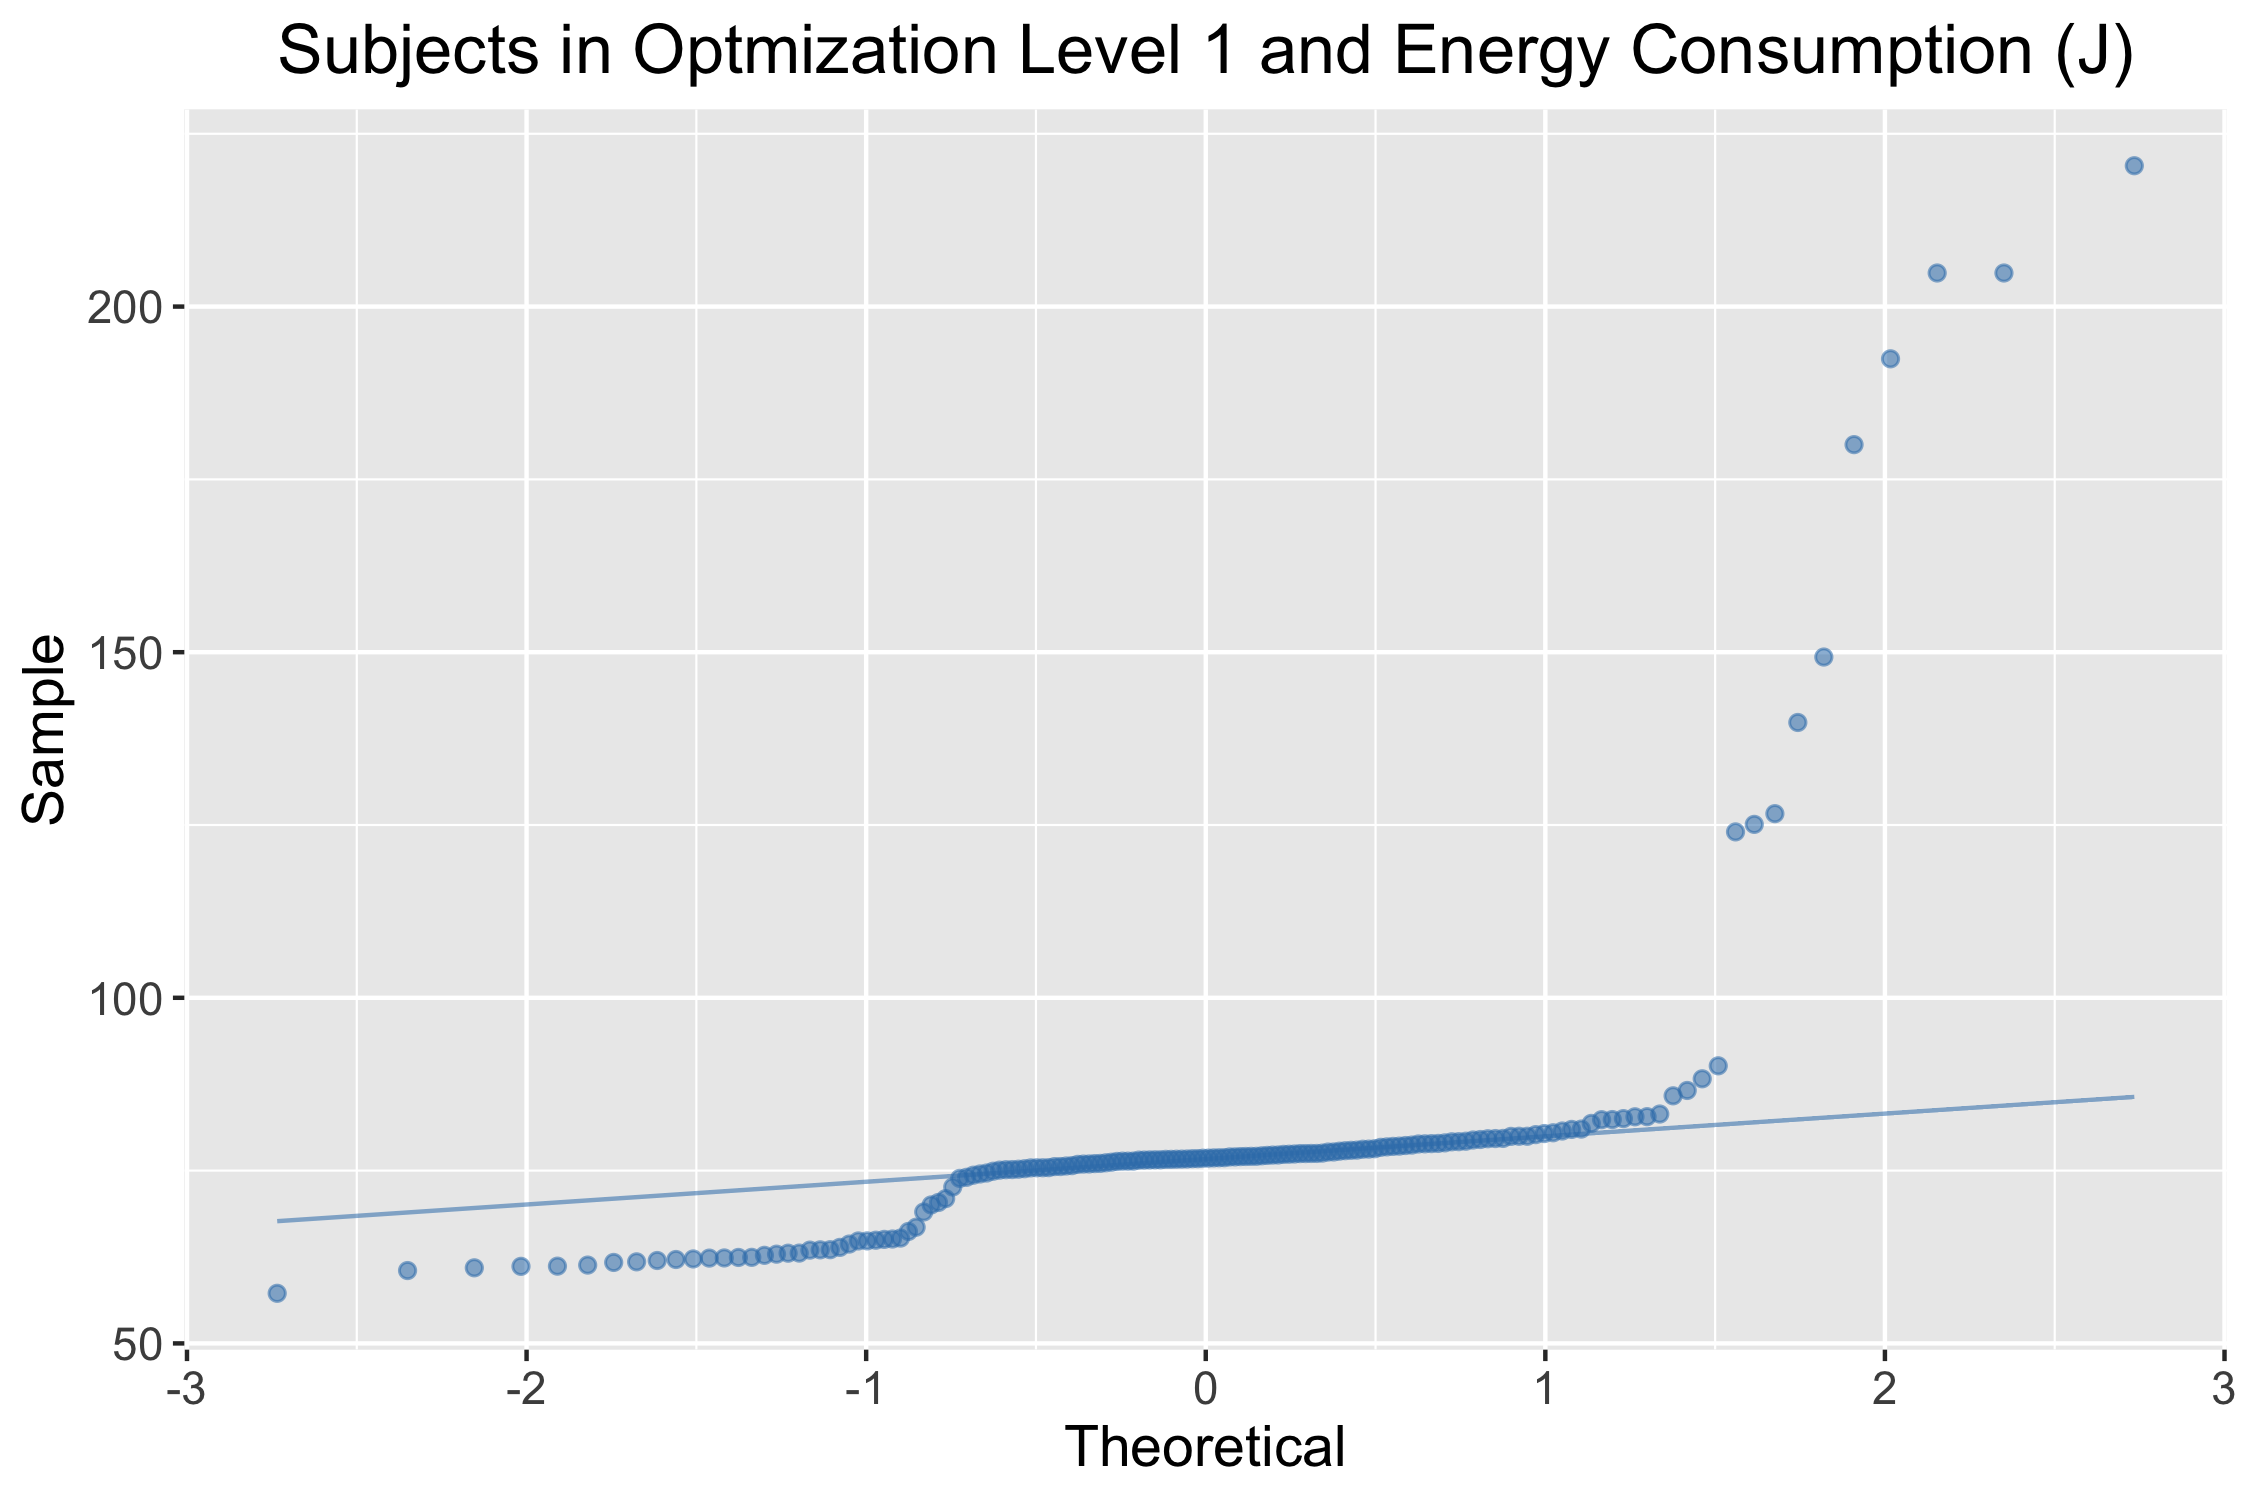 Subjects in Optmization Level 1 and Energy Consumption (J)
Sample
200
150
100
50
-3 -2 -1 0 1 2 3
Theoretical